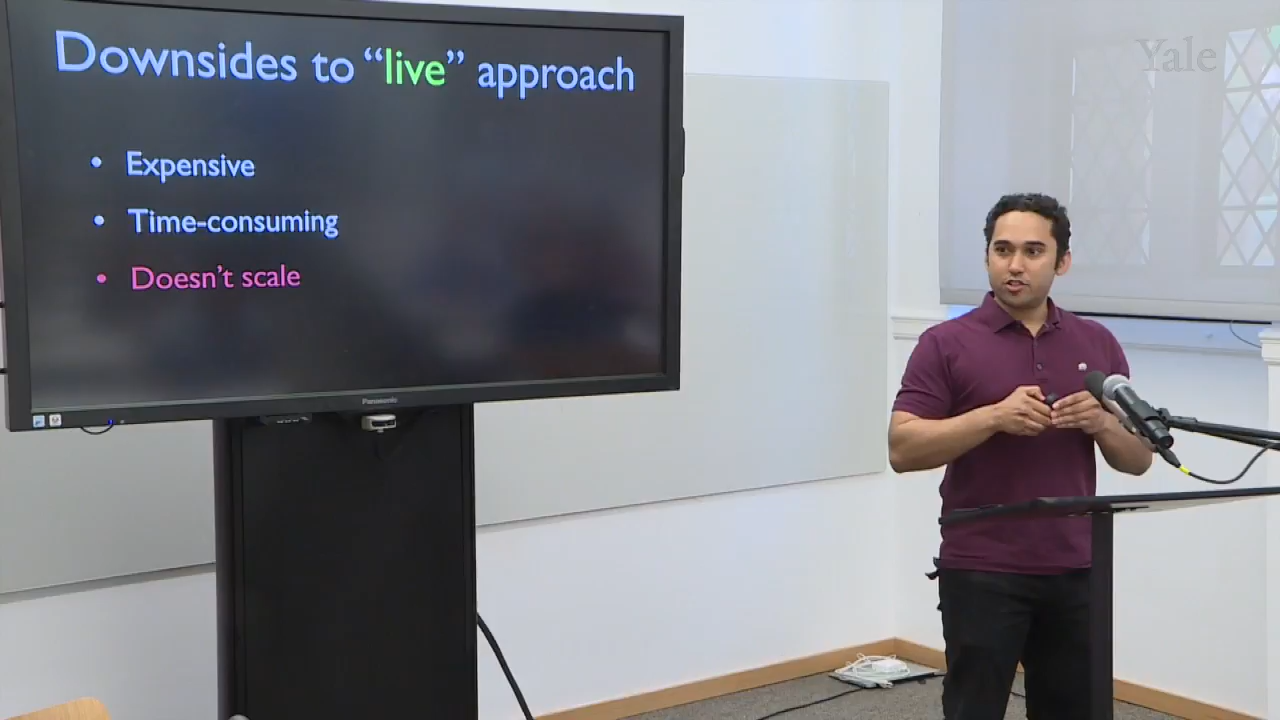 Downsides to “live” approach
• Expensive
• Time-consuming
• Doesn't scale
Panasonic
Yale